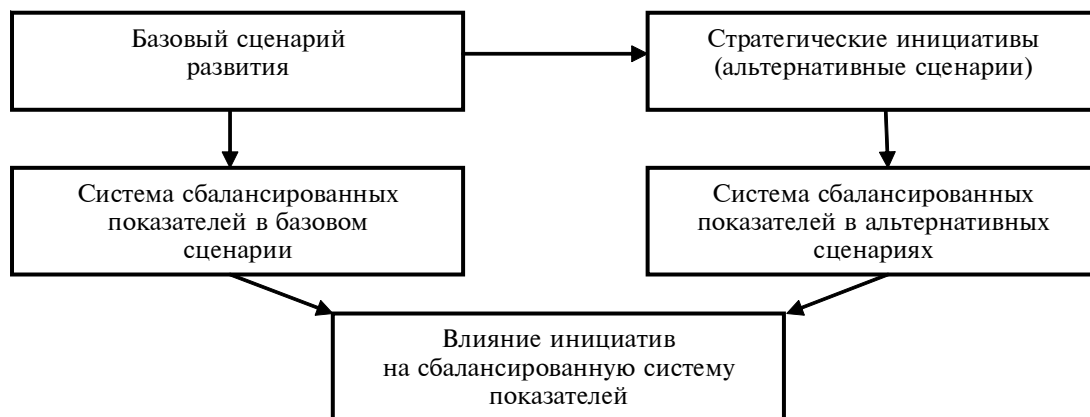 Базовый сценарий
развития
Стратегические инициативы
(альтернативные сценарии)
Система сбалансированных
показателей в базовом
сценарии
Система сбалансированных
показателей в альтернативных
сценариях
Влияние инициатив
на сбалансированную систему
показателей